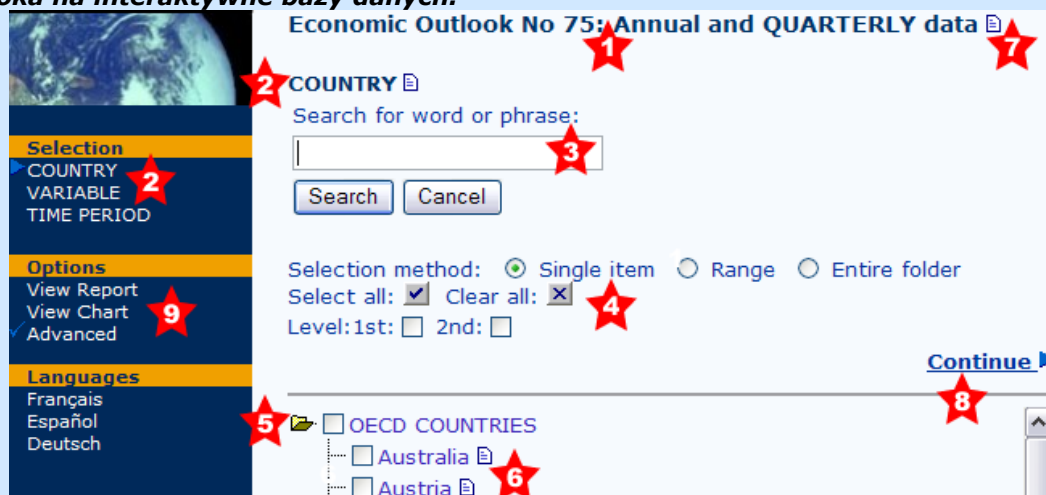 oka na interaktywne bazy danych.
Economic Outlook No 75: Annual and QUARTERLY data
1
7
2
COUNTRY
Search for word or phrase:
3
Search Cancel
Selection
COUNTRY
2
VARIABLE
TIME PERIOD
Selection method: Single item Range Entire folder
Select all: Clear all:
4
Level:1st: 2nd:
Options
View Report
View Chart
9
Advanced
Continue
8
Languages
Français
Español
Deutsch
5
OECD COUNTRIES
Australia
6
Austria